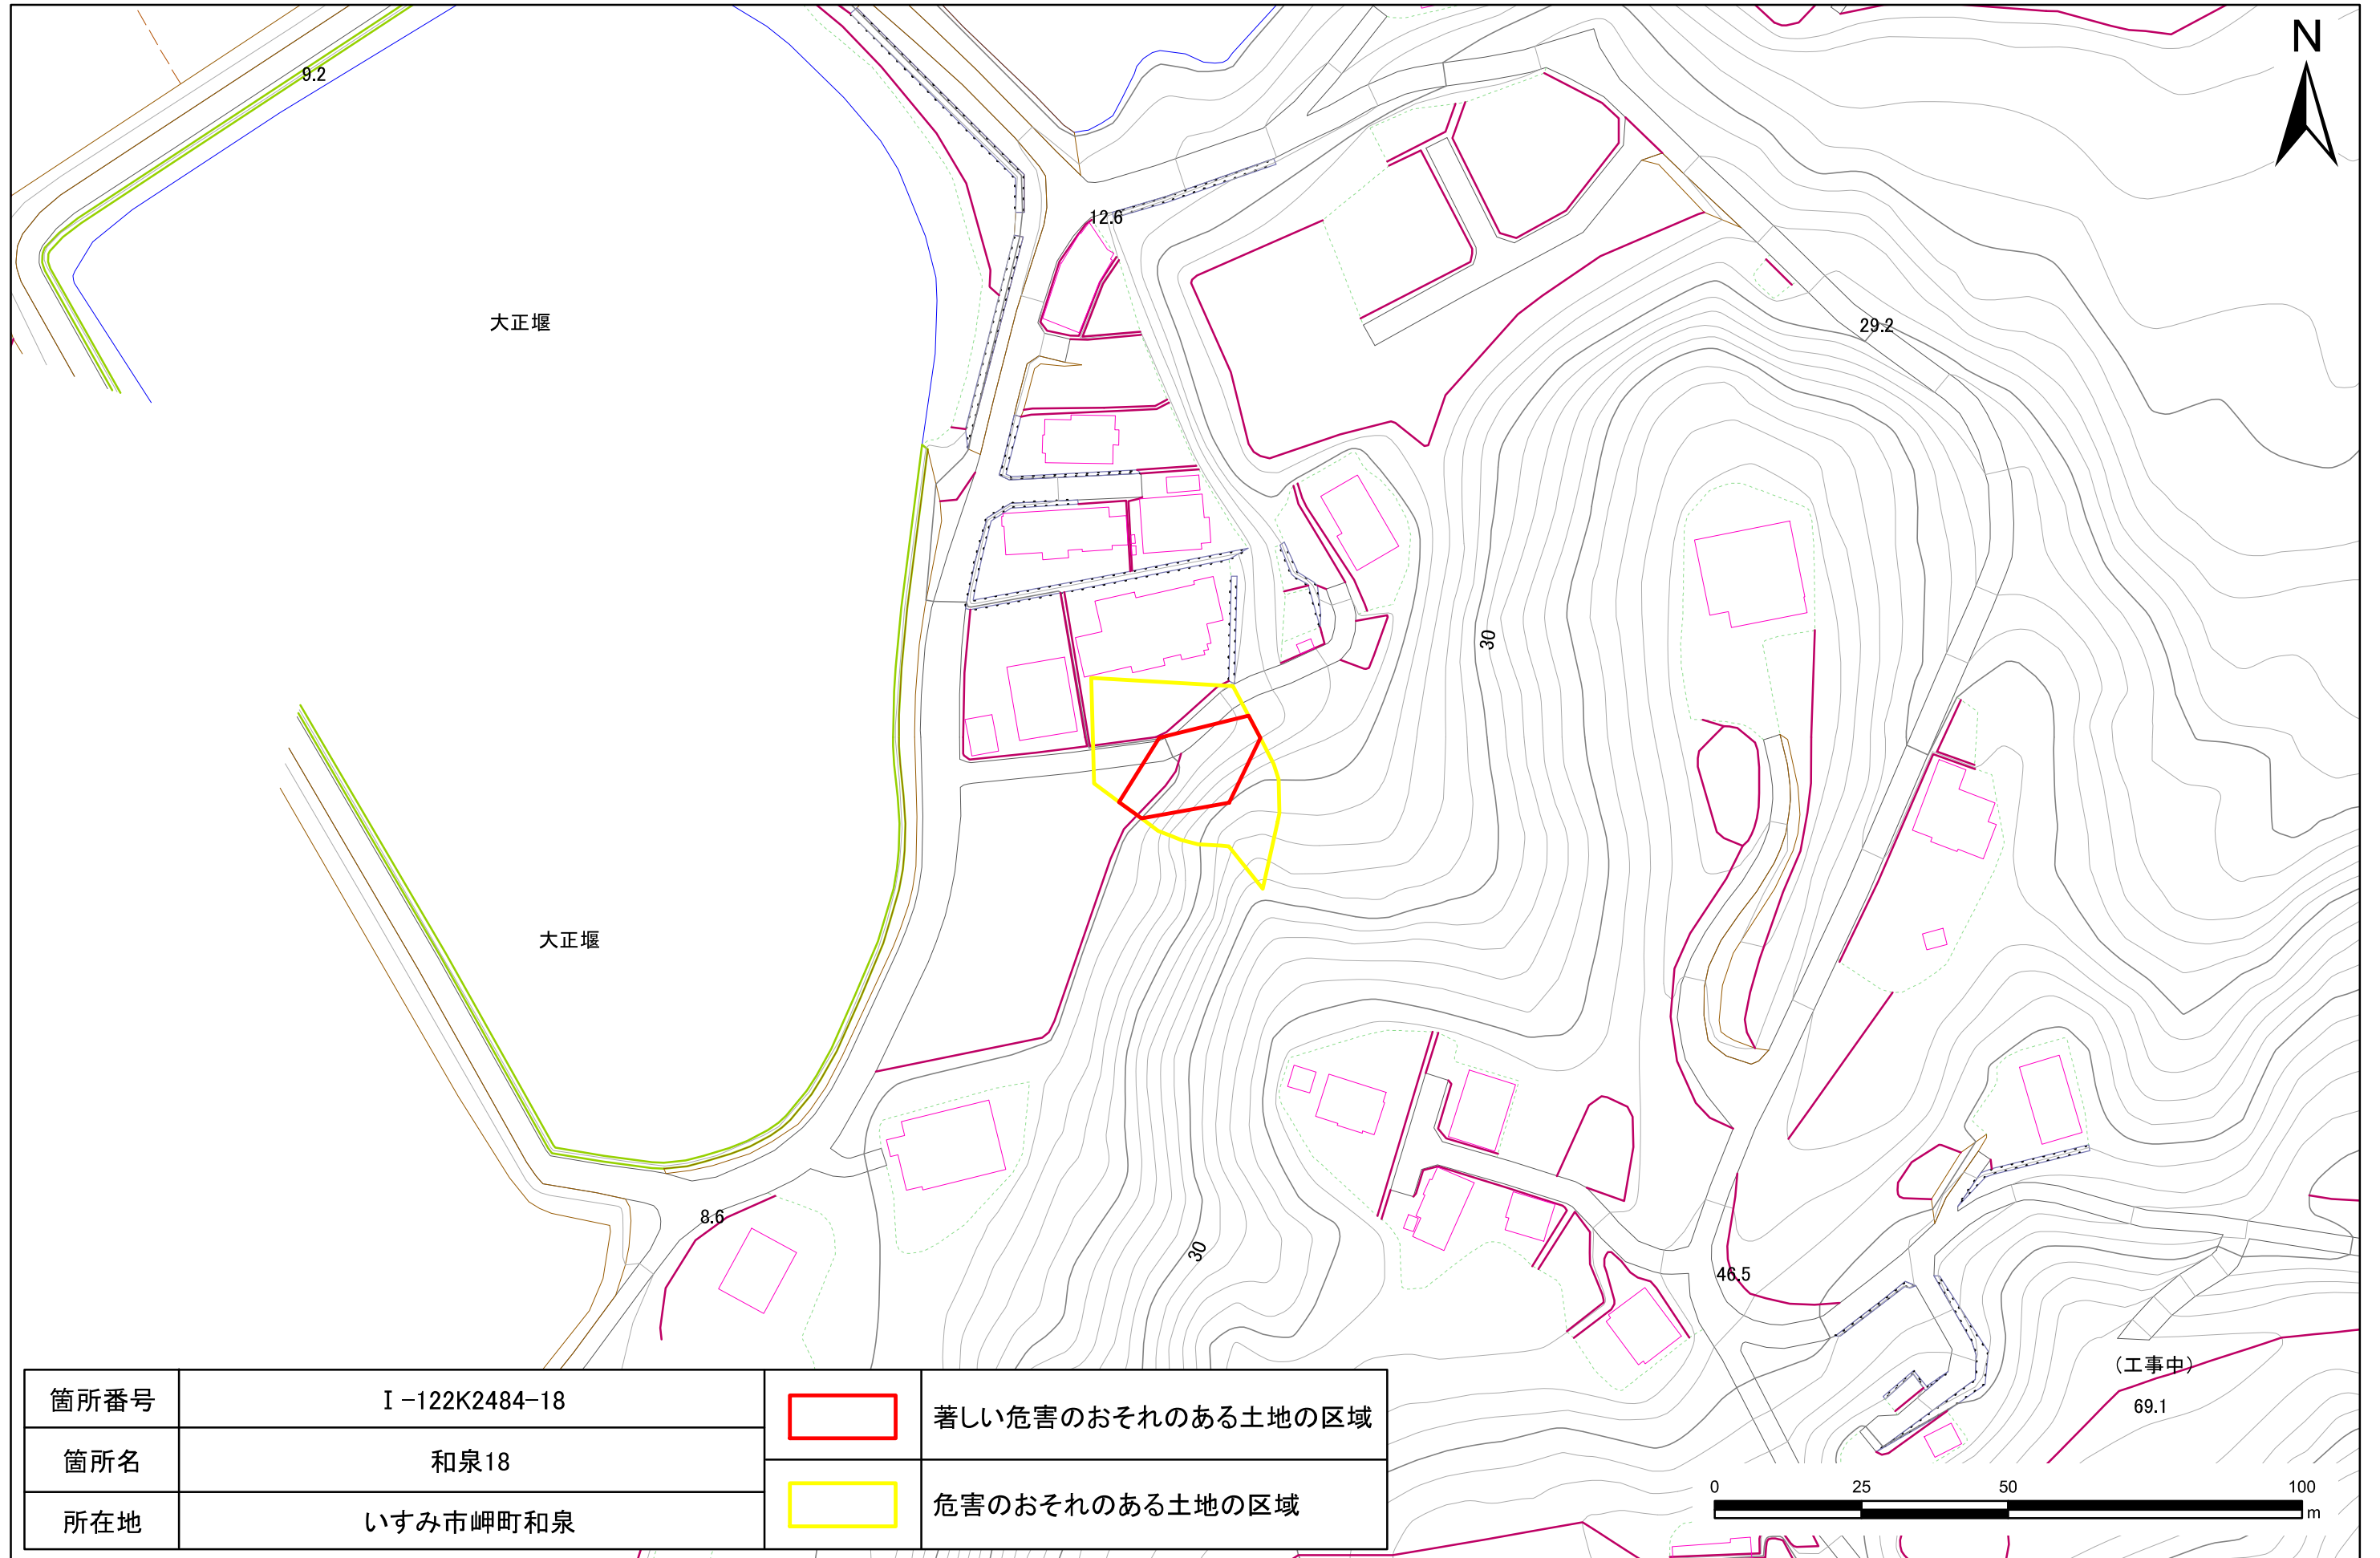 N
9.2
12.6
大正堰
29.2
30
大正堰
8.6
30
46.5
(工事中)
69.1
箇所番号 Ⅰ-122K2484-18
箇所名 和泉18
所在地 いすみ市岬町和泉
著しい危害のおそれのある土地の区域
危害のおそれのある土地の区域
0 25 50 100
m